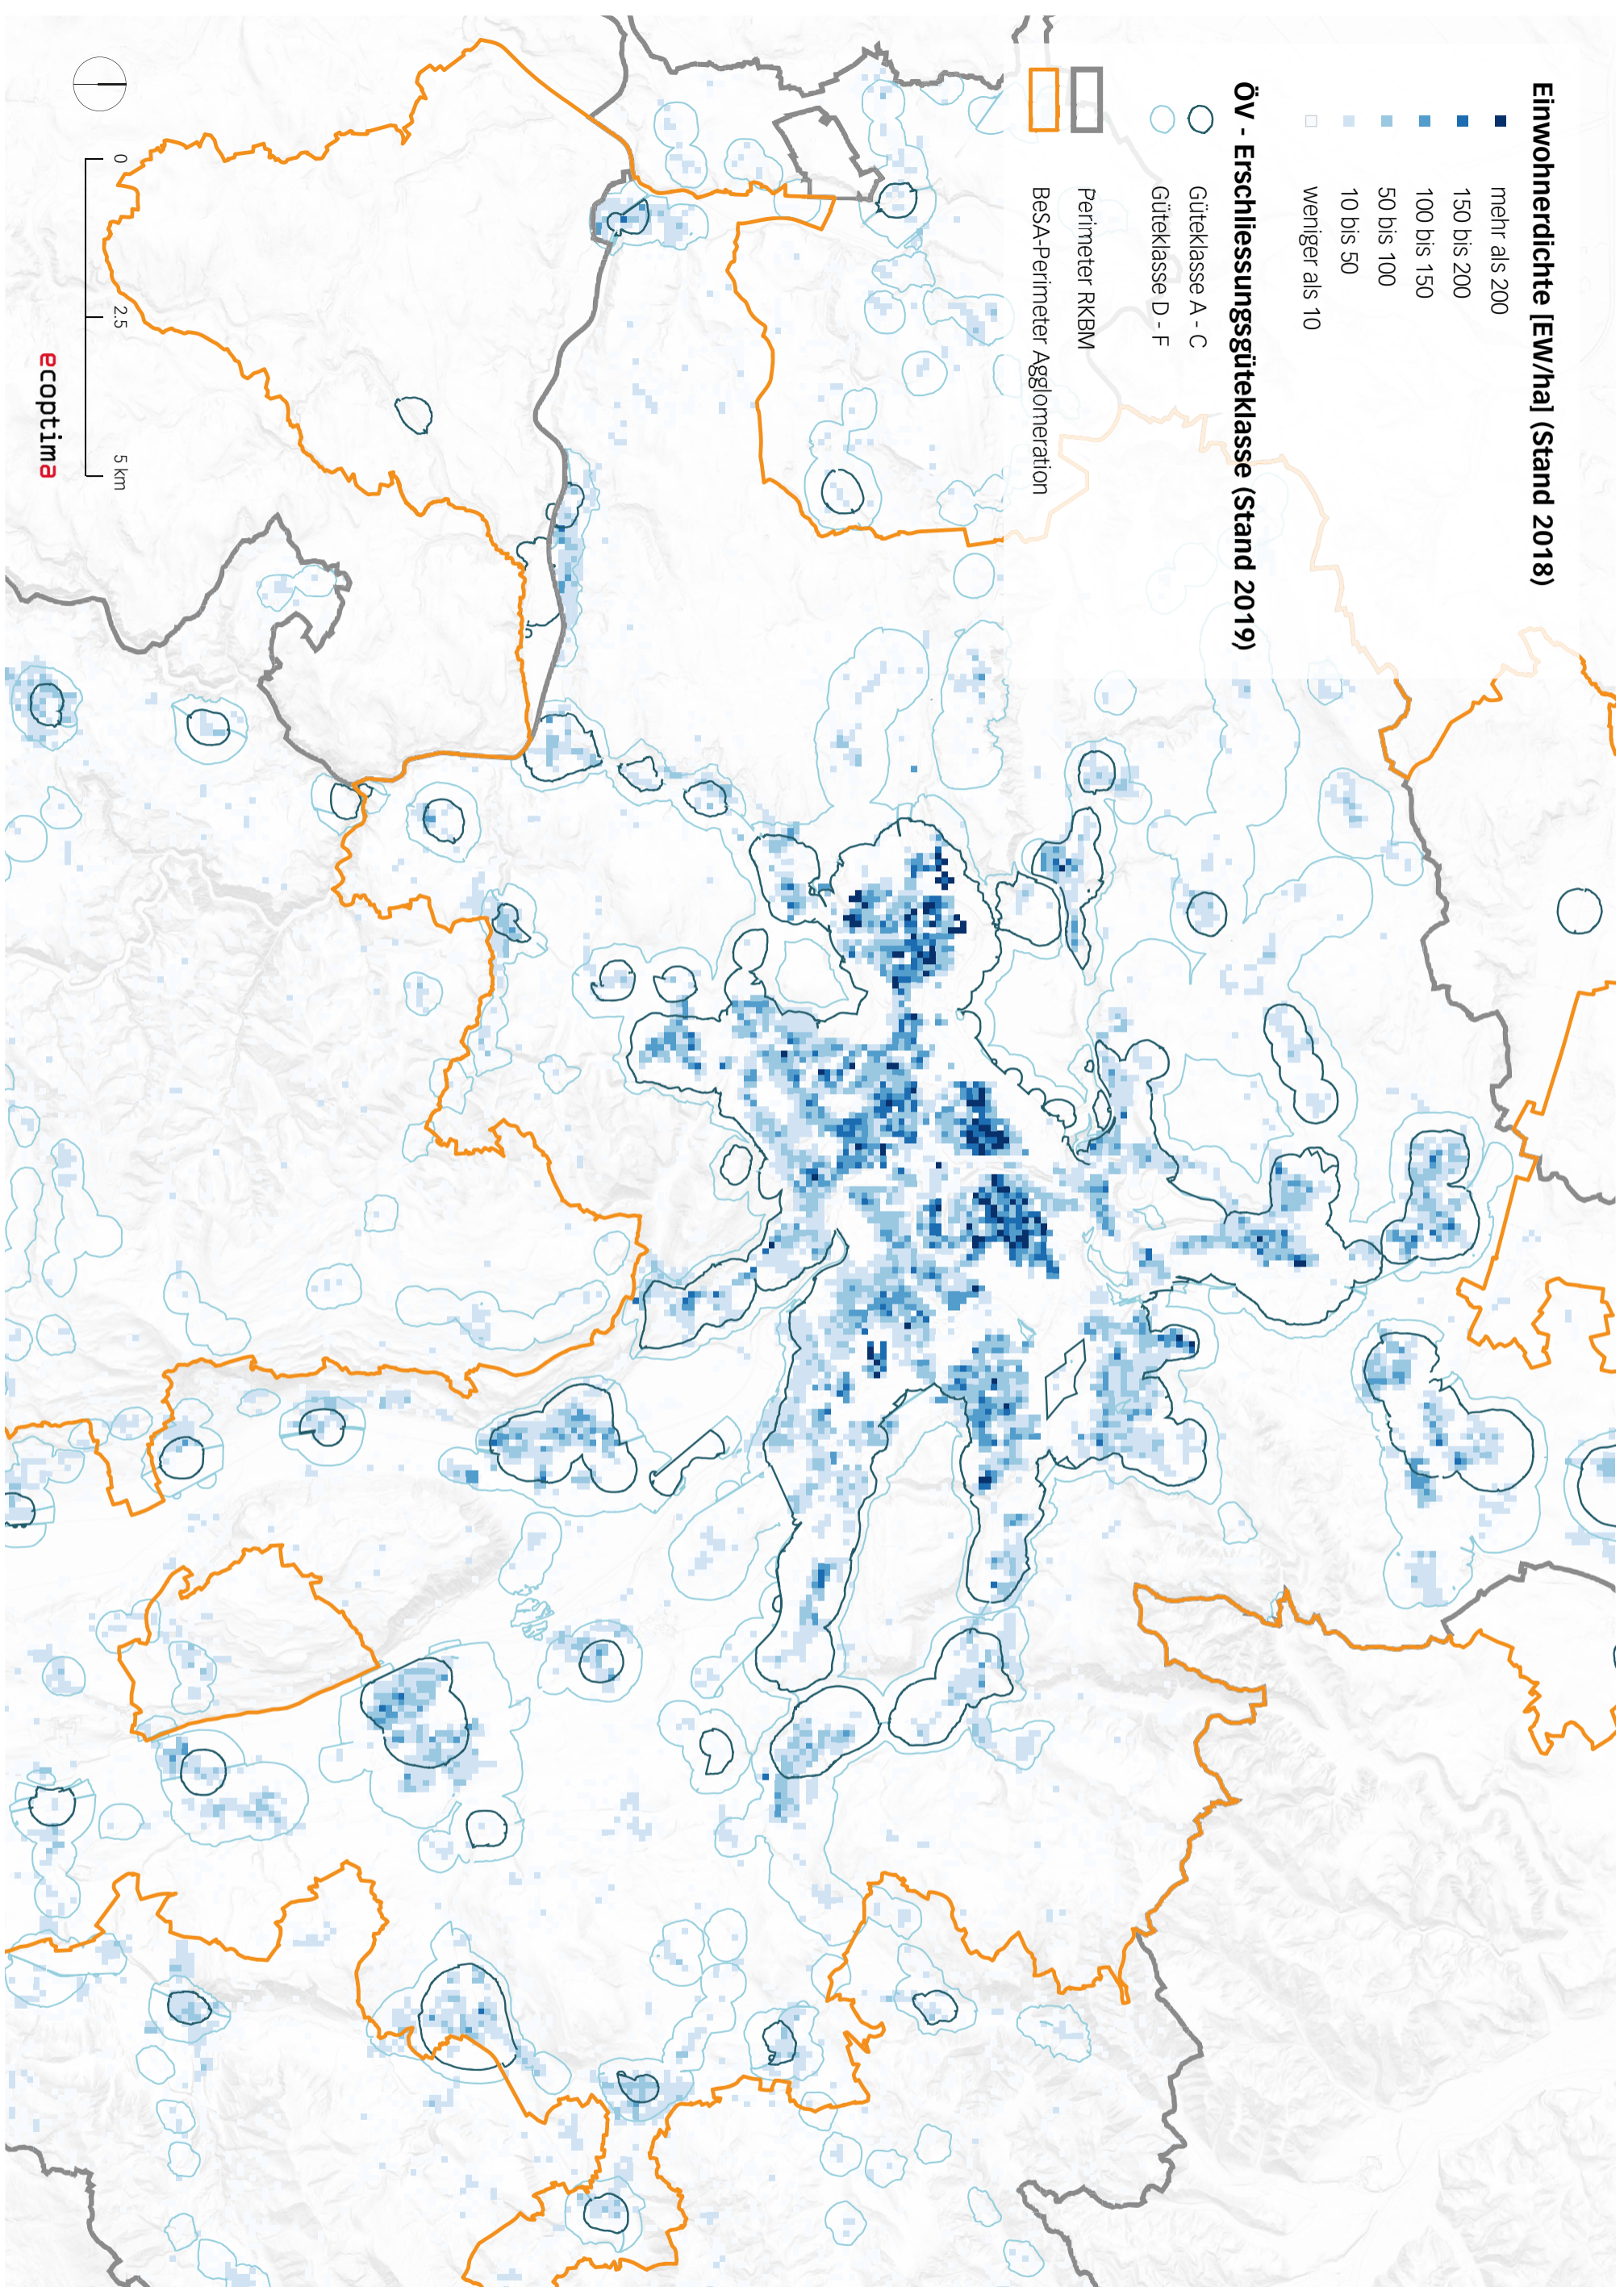 Einwohnerdichte [EW/ha] (Stand 2018)
mehr als 200
150 bis 200
100 bis 150
50 bis 100
10 bis 50
weniger als 10
ÖV - Erschliessungsgüteklasse (Stand 2019)
Güteklasse A - C
Güteklasse D - F
Perimeter RKBM
BeSA-Perimeter Agglomeration
0 2.5 5 km
ecoptima